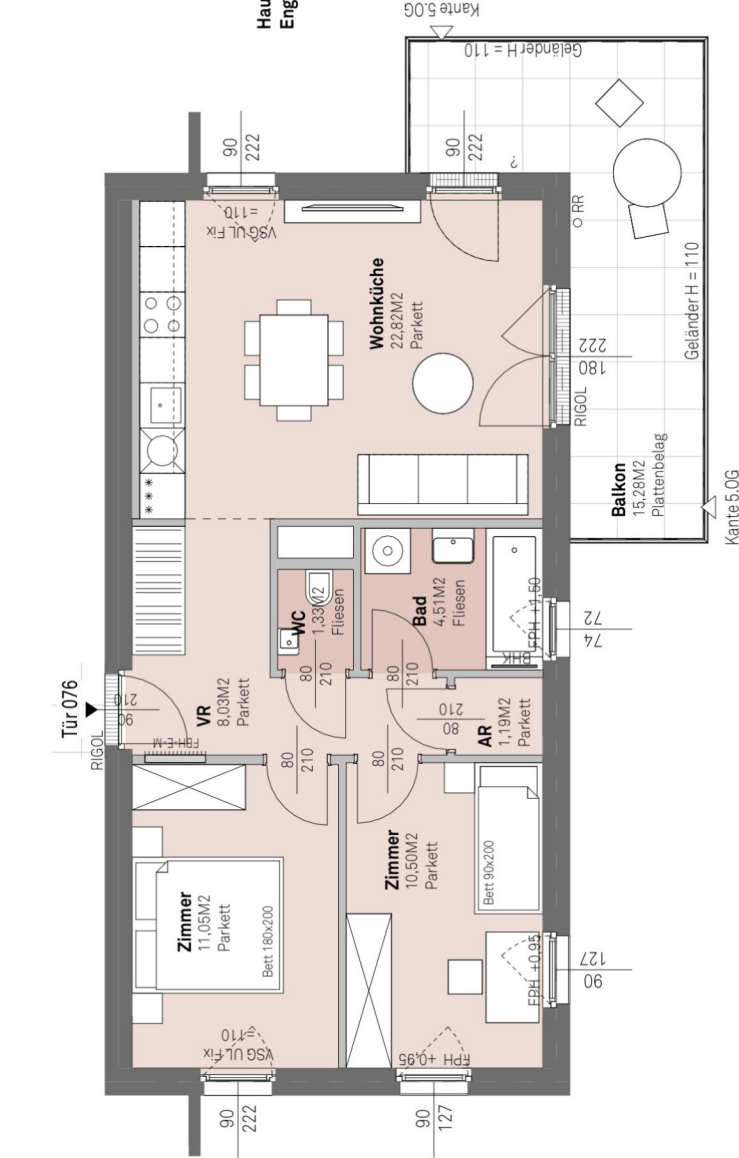 Hau
Eng
Kante 5.OG
Geländer H = 110
90
222
90
222
?
VSG UL Fix
=110
RR
Wohnküche
22,82M2
Parkett
Geländer H = 110
222
180
RIGOL
Balkon
15,28M2
Plattenbelag
Kante 5.OG
WC
1,33M2
Fliesen
Bad
4,51M2
Fliesen
FPH +1,50
BHK
72
74
Tür 076
RIGOL
210
90
VR
8,03M2
Parkett
FBH-E-M
80
210
80
210
210
80
AR
1,19M2
Parkett
80
210
80
210
Zimmer
11,05M2
Parkett
Bett 180x200
Zimmer
10,50M2
Parkett
Bett 90x200
FPH +0,95
127
90
VSG UL Fix
=110
FPH +0,95
90
222
90
127